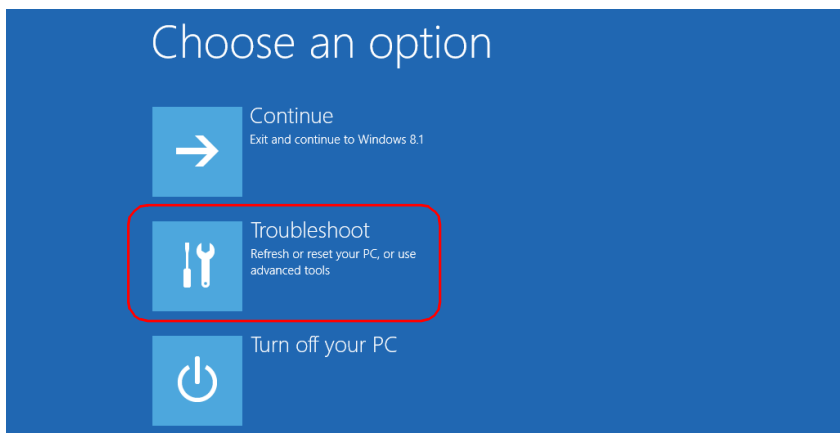 Choose an option
Continue
Exit and continue to Windows 8.1
Troubleshoot
Refresh or reset your PC, or use
advanced tools
Turn off your PC